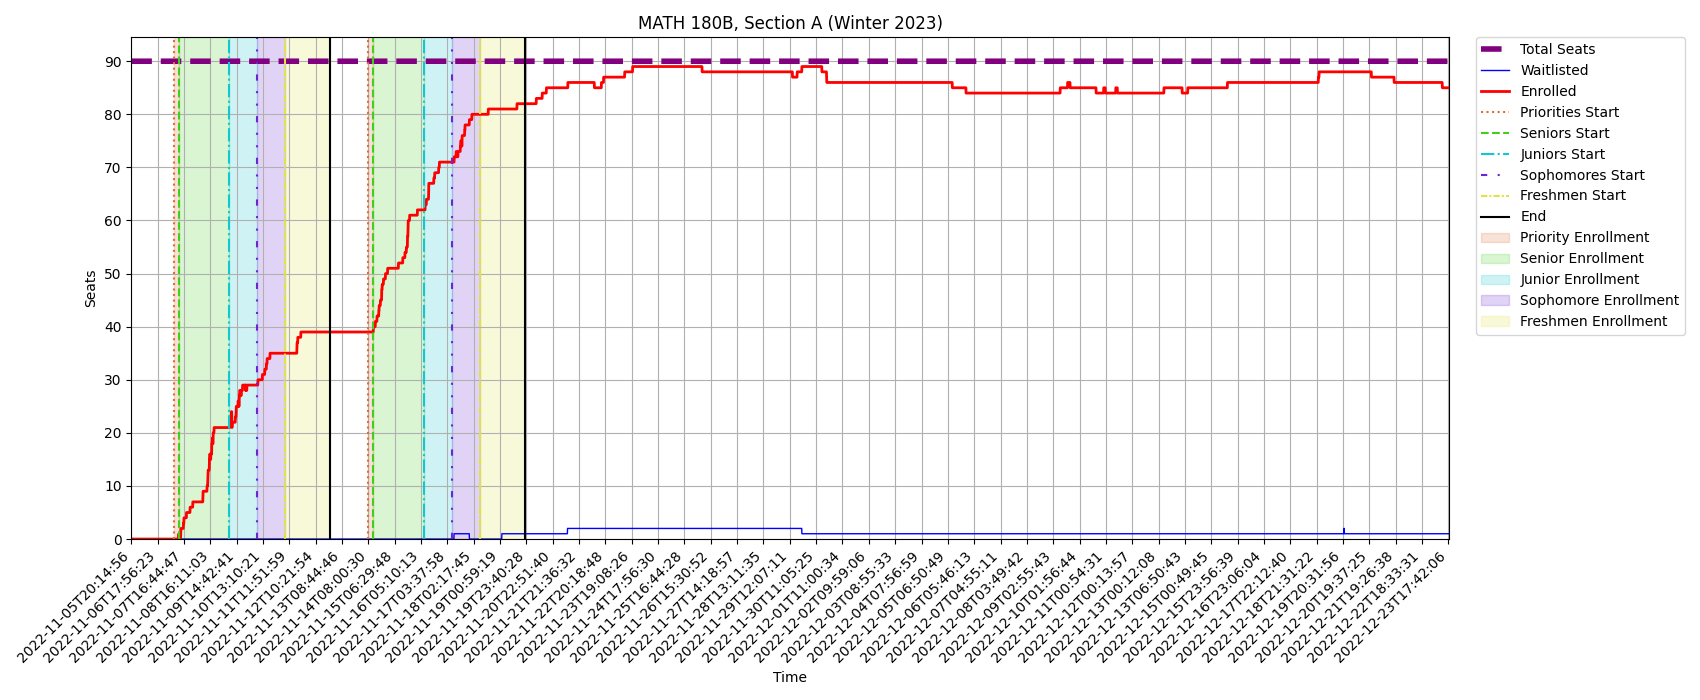 MATH 180B, Section A (Winter 2023)
Seats
90
80
70
60
50
40
30
20
10
0
2022-11-05T20:14:56
2022-11-06T17:56:23
2022-11-07T16:44:47
2022-11-08T16:11:03
2022-11-09T14:42:41
2022-11-10T13:10:21
2022-11-11T11:51:59
2022-11-12T10:21:54
2022-11-13T08:44:46
2022-11-14T08:00:30
2022-11-15T06:29:48
2022-11-16T05:10:13
2022-11-17T03:37:58
2022-11-18T02:17:45
2022-11-19T00:59:19
2022-11-19T23:40:28
2022-11-20T22:51:40
2022-11-21T21:36:32
2022-11-22T20:18:48
2022-11-23T19:08:26
2022-11-24T17:56:30
2022-11-25T16:44:28
2022-11-26T15:30:52
2022-11-27T14:18:57
2022-11-28T13:11:35
2022-11-29T12:07:11
2022-11-30T11:05:25
2022-12-01T11:00:34
2022-12-02T09:59:06
2022-12-03T08:55:33
2022-12-04T07:56:59
2022-12-05T06:50:49
2022-12-06T05:46:13
2022-12-07T04:55:11
2022-12-08T03:49:42
2022-12-09T02:55:43
2022-12-10T01:56:44
2022-12-11T00:54:31
2022-12-12T00:13:57
2022-12-13T00:12:08
2022-12-13T06:50:43
2022-12-15T00:49:45
2022-12-15T23:56:39
2022-12-16T23:06:04
2022-12-17T22:12:40
2022-12-18T21:31:22
2022-12-19T20:31:56
2022-12-20T19:37:25
2022-12-21T19:26:38
2022-12-22T18:33:31
2022-12-23T17:42:06
Time
Total Seats
Waitlisted
Enrolled
Priorities Start
Seniors Start
Juniors Start
Sophomores Start
Freshmen Start
End
Priority Enrollment
Senior Enrollment
Junior Enrollment
Sophomore Enrollment
Freshmen Enrollment